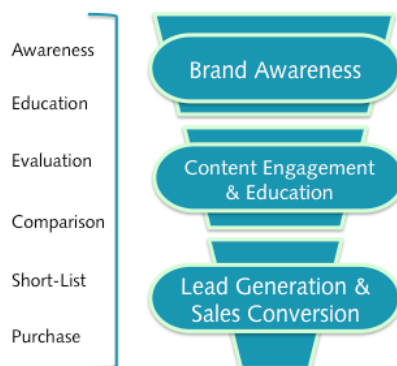 Awareness
Education
Evaluation
Comparison
Short-List
Purchase
Brand Awareness
Content Engagement
& Education
Lead Generation &
Sales Conversion